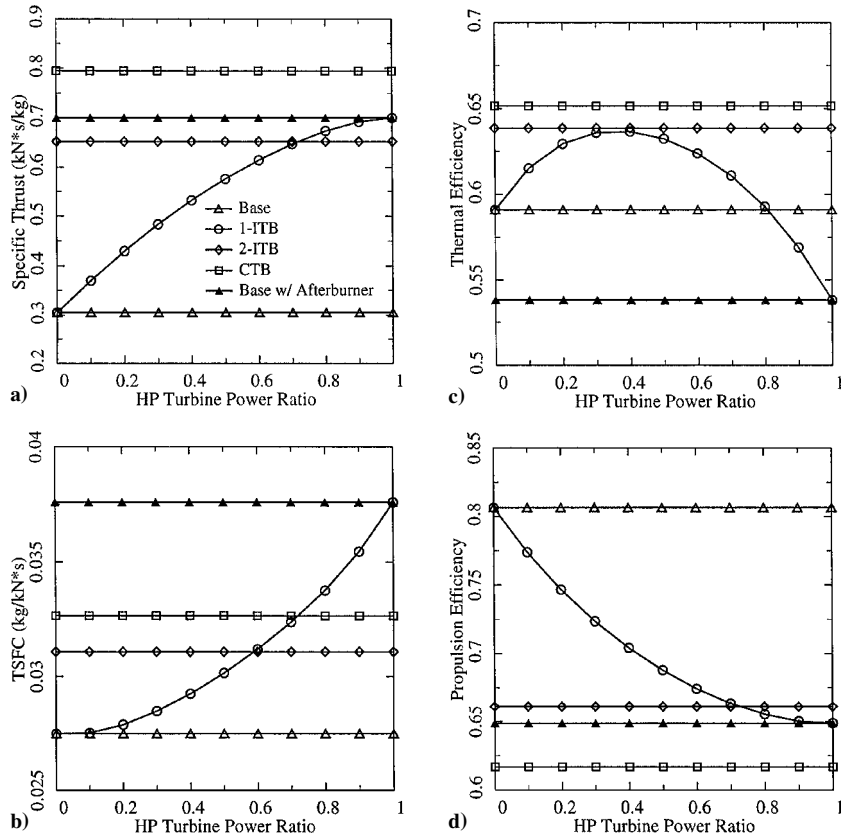 0.9
0.8
0.7
0.6
0.5
0.4
0.3
0.2
Specific Thrust (kN*s/kg)
Base
1-ITB
2-ITB
CTB
Base w/ Afterburner
0 0.2 0.4 0.6 0.8 1
a) HP Turbine Power Ratio
0.7
0.65
0.6
0.55
0.5
Thermal Efficiency
0 0.2 0.4 0.6 0.8 1
c) HP Turbine Power Ratio
0.04
0.035
0.03
0.025
TSFC (kg/kN*s)
0 0.2 0.4 0.6 0.8 1
b) HP Turbine Power Ratio
0.85
0.8
0.75
0.7
0.65
0.6
Propulsion Efficiency
0 0.2 0.4 0.6 0.8 1
d) HP Turbine Power Ratio